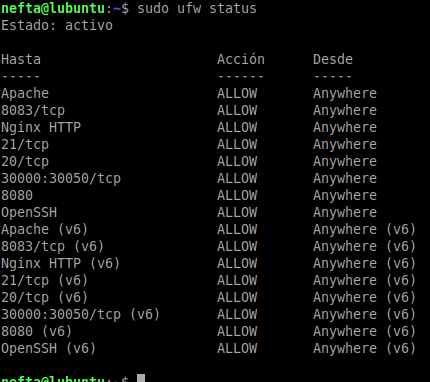 nefta@lubuntu:~$ sudo ufw status
Estado: activo
Hasta Acción Desde
----- ------ -----
Apache ALLOW Anywhere
8083/tcp ALLOW Anywhere
Nginx HTTP ALLOW Anywhere
21/tcp ALLOW Anywhere
20/tcp ALLOW Anywhere
30000:30050/tcp ALLOW Anywhere
8080 ALLOW Anywhere
OpenSSH ALLOW Anywhere
Apache (v6) ALLOW Anywhere (v6)
8083/tcp (v6) ALLOW Anywhere (v6)
Nginx HTTP (v6) ALLOW Anywhere (v6)
21/tcp (v6) ALLOW Anywhere (v6)
20/tcp (v6) ALLOW Anywhere (v6)
30000:30050/tcp (v6) ALLOW Anywhere (v6)
8080 (v6) ALLOW Anywhere (v6)
OpenSSH (v6) ALLOW Anywhere (v6)
nefta@lubuntu:~$